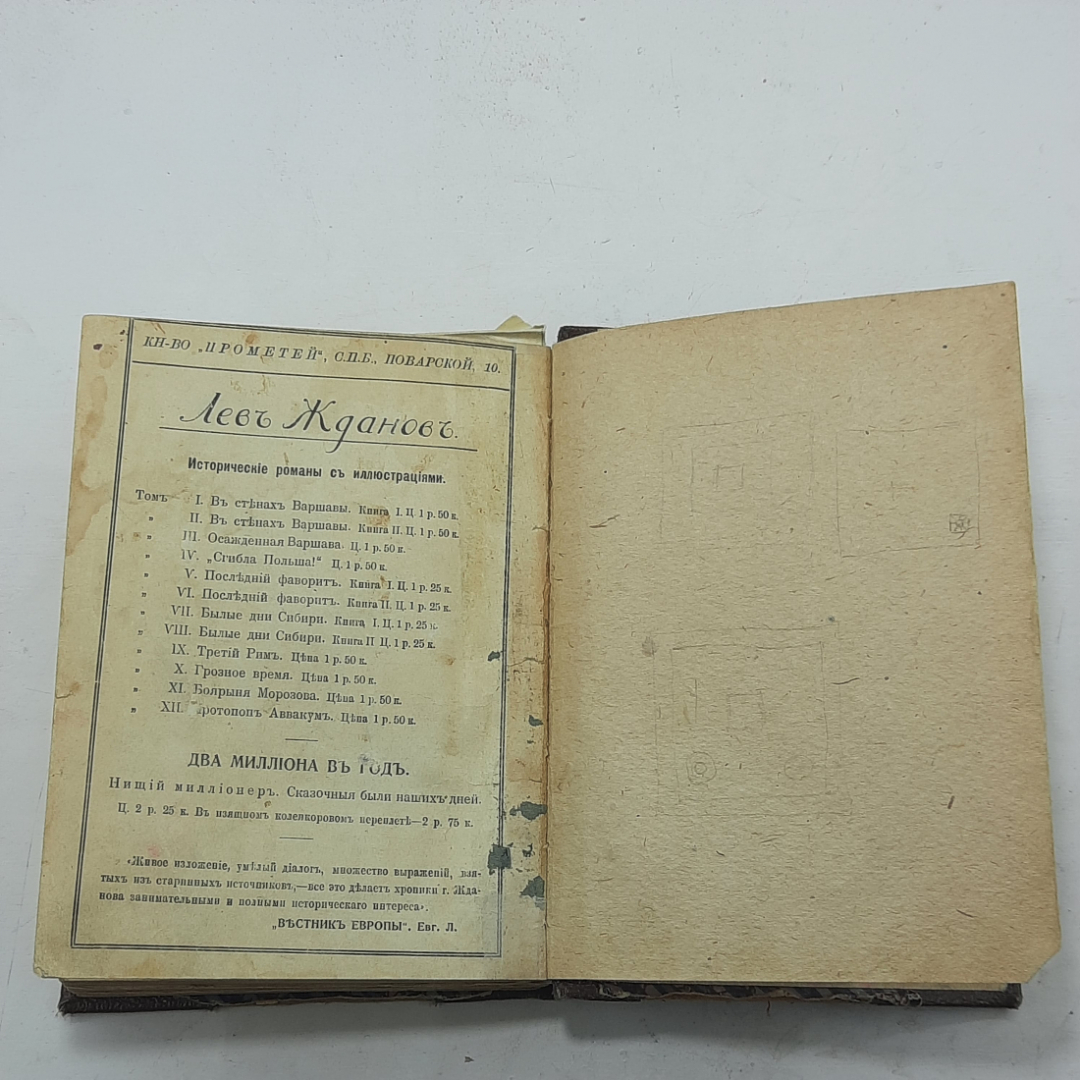 КН-ВО „ПРОМЕТЕЙ", С.П.Б., ПОВАРСКОЙ, 10.
Левъ Ждановъ.
Историческіе романы съ иллюстраціями.
Томъ I. Въ стѣнахъ Варшавы. Книга I. Ц. 1 р. 50 к.
„ II. Въ стѣнахъ Варшавы. Книга II. Ц. 1 р. 50 к.
„ III. Осажденная Варшава. Ц. 1 р. 50 к.
„ IV. „Сгибла Польша!" Ц. 1 р. 50 к.
„ V. Послѣдній фаворитъ. Книга I. Ц. 1 р. 25 к.
„ VI. Послѣдній фаворитъ. Книга II. Ц. 1 р. 25 к.
„ VII. Былые дни Сибири. Книга I. Ц. 1 р. 25 к.
„ VIII. Былые дни Сибири. Книга II Ц. 1 р. 25 к.
„ IX. Третій Римъ. Цѣна 1 р. 50 к.
„ X. Грозное время. Цѣна 1 р. 50 к.
„ XI. Боярыня Морозова. Цѣна 1 р. 50 к.
„ XII. Протопопъ Аввакумъ. Цѣна 1 р. 50 к.
ДВА МИЛЛІОНА ВЪ ГОДЪ.
Нищій милліонеръ. Сказочныя были нашихъ дней.
Ц. 2 р. 25 к. Въ изящномъ коленкоровомъ переплетѣ—2 р. 75 к.
«Живое изложеніе, умѣлый діалогъ, множество выраженій, взя-
тыхъ изъ старинныхъ источниковъ,—все это дѣлаетъ хроники г. Жда-
нова занимательными и полными историческаго интереса».
„ВѢСТНИКЪ ЕВРОПЫ". Евг. Л.